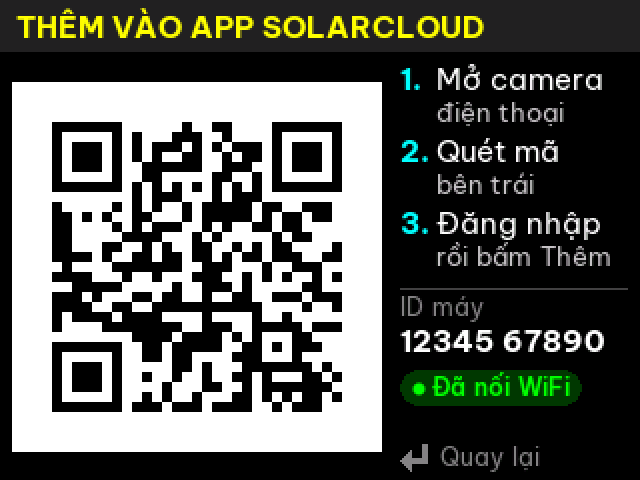 THÊM VÀO APP SOLARCLOUD
1. Mở camera
điện thoại
2. Quét mã
bên trái
3. Đăng nhập
rồi bấm Thêm
ID máy
12345 67890
Đã nối WiFi
Quay lại